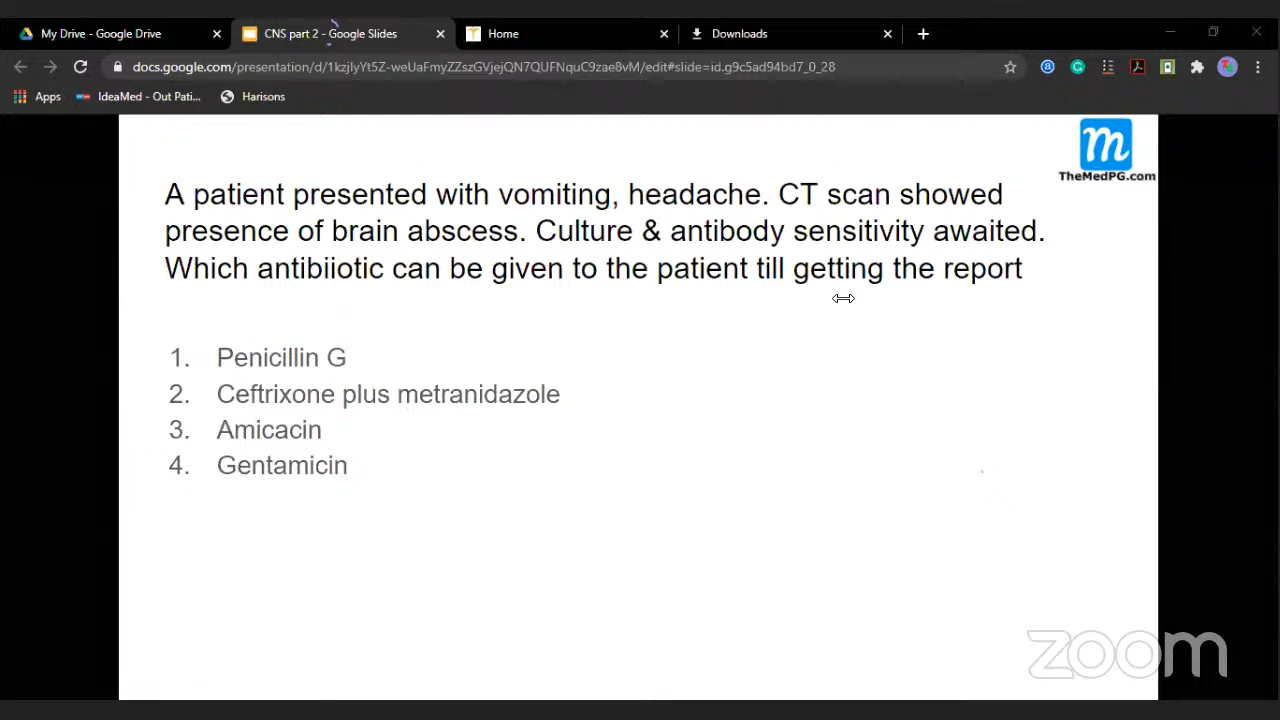 My Drive - Google Drive
CNS part 2 - Google Slides
Home
Downloads
docs.google.com/presentation/d/1kzjlyYt5Z-weUaFmyZZszGVjejQN7QUFNquC9zae8vM/edit#slide=id.g9c5ad94bd7_0_28
Apps
IdeaMed - Out Pati...
Harisons
m
TheMedPG.com
A patient presented with vomiting, headache. CT scan showed
presence of brain abscess. Culture & antibody sensitivity awaited.
Which antibiiotic can be given to the patient till getting the report
1. Penicillin G
2. Ceftrixone plus metranidazole
3. Amicacin
4. Gentamicin
zoom